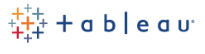 + a b | e a u